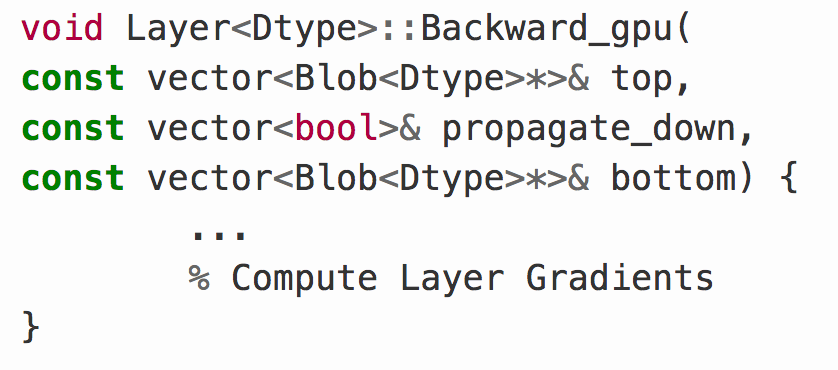 void Layer<Dtype>::Backward_gpu(
const vector<Blob<Dtype>*>& top,
const vector<bool>& propagate_down,
const vector<Blob<Dtype>*>& bottom) {
...
% Compute Layer Gradients
}